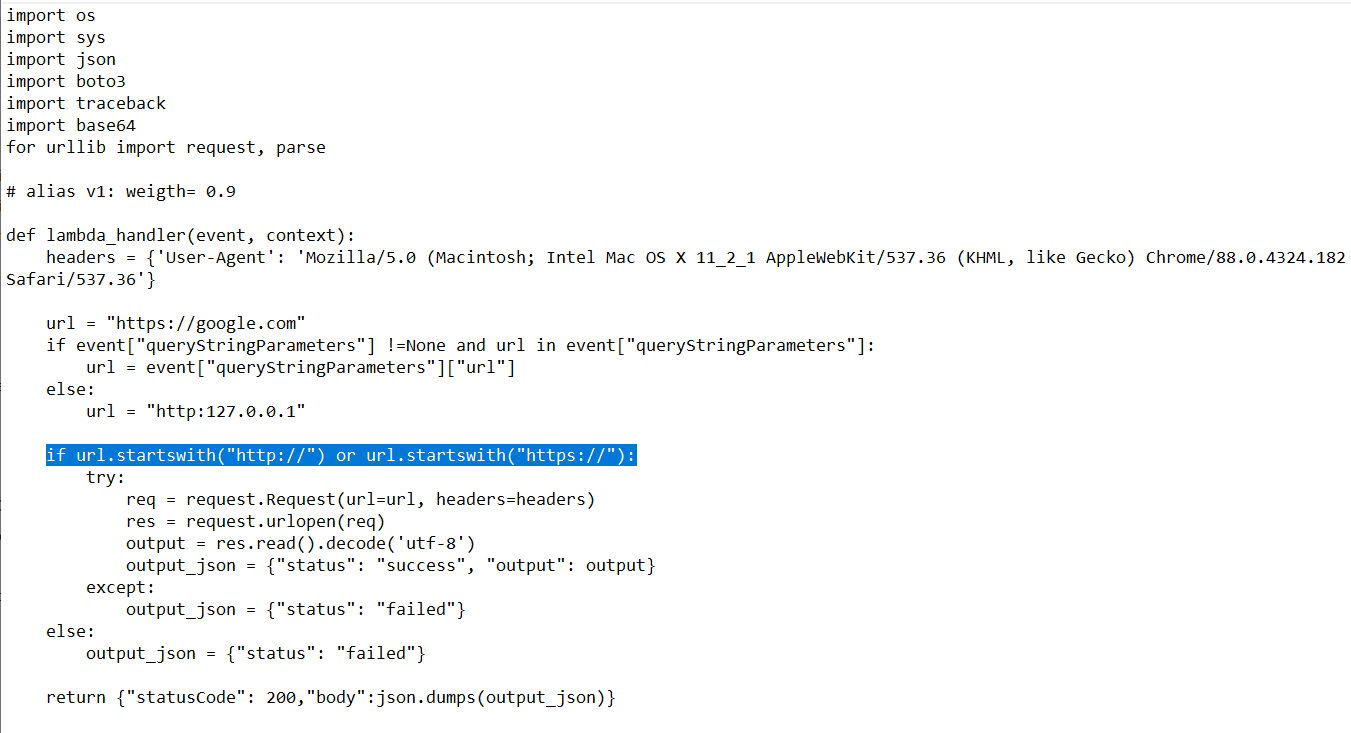 import os
import sys
import json
import boto3
import traceback
import base64
for urllib import request, parse

# alias v1: weigth= 0.9

def lambda_handler(event, context):
    headers = {'User-Agent': 'Mozilla/5.0 (Macintosh; Intel Mac OS X 11_2_1 AppleWebKit/537.36 (KHML, like Gecko) Chrome/88.0.4324.182
Safari/537.36'}

    url = "https://google.com"
    if event["queryStringParameters"] !=None and url in event["queryStringParameters"]:
        url = event["queryStringParameters"]["url"]
    else:
        url = "http:127.0.0.1"

    if url.startswith("http://") or url.startswith("https://"):
        try:
            req = request.Request(url=url, headers=headers)
            res = request.urlopen(req)
            output = res.read().decode('utf-8')
            output_json = {"status": "success", "output": output}
        except:
            output_json = {"status": "failed"}
    else:
        output_json = {"status": "failed"}

    return {"statusCode": 200,"body":json.dumps(output_json)}